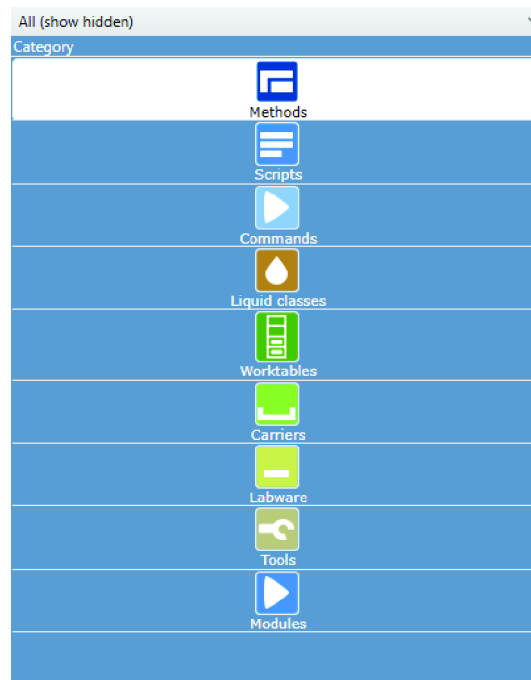 All (show hidden)
Category
Methods
Scripts
Commands
Liquid classes
Worktables
Carriers
Labware
Tools
Modules